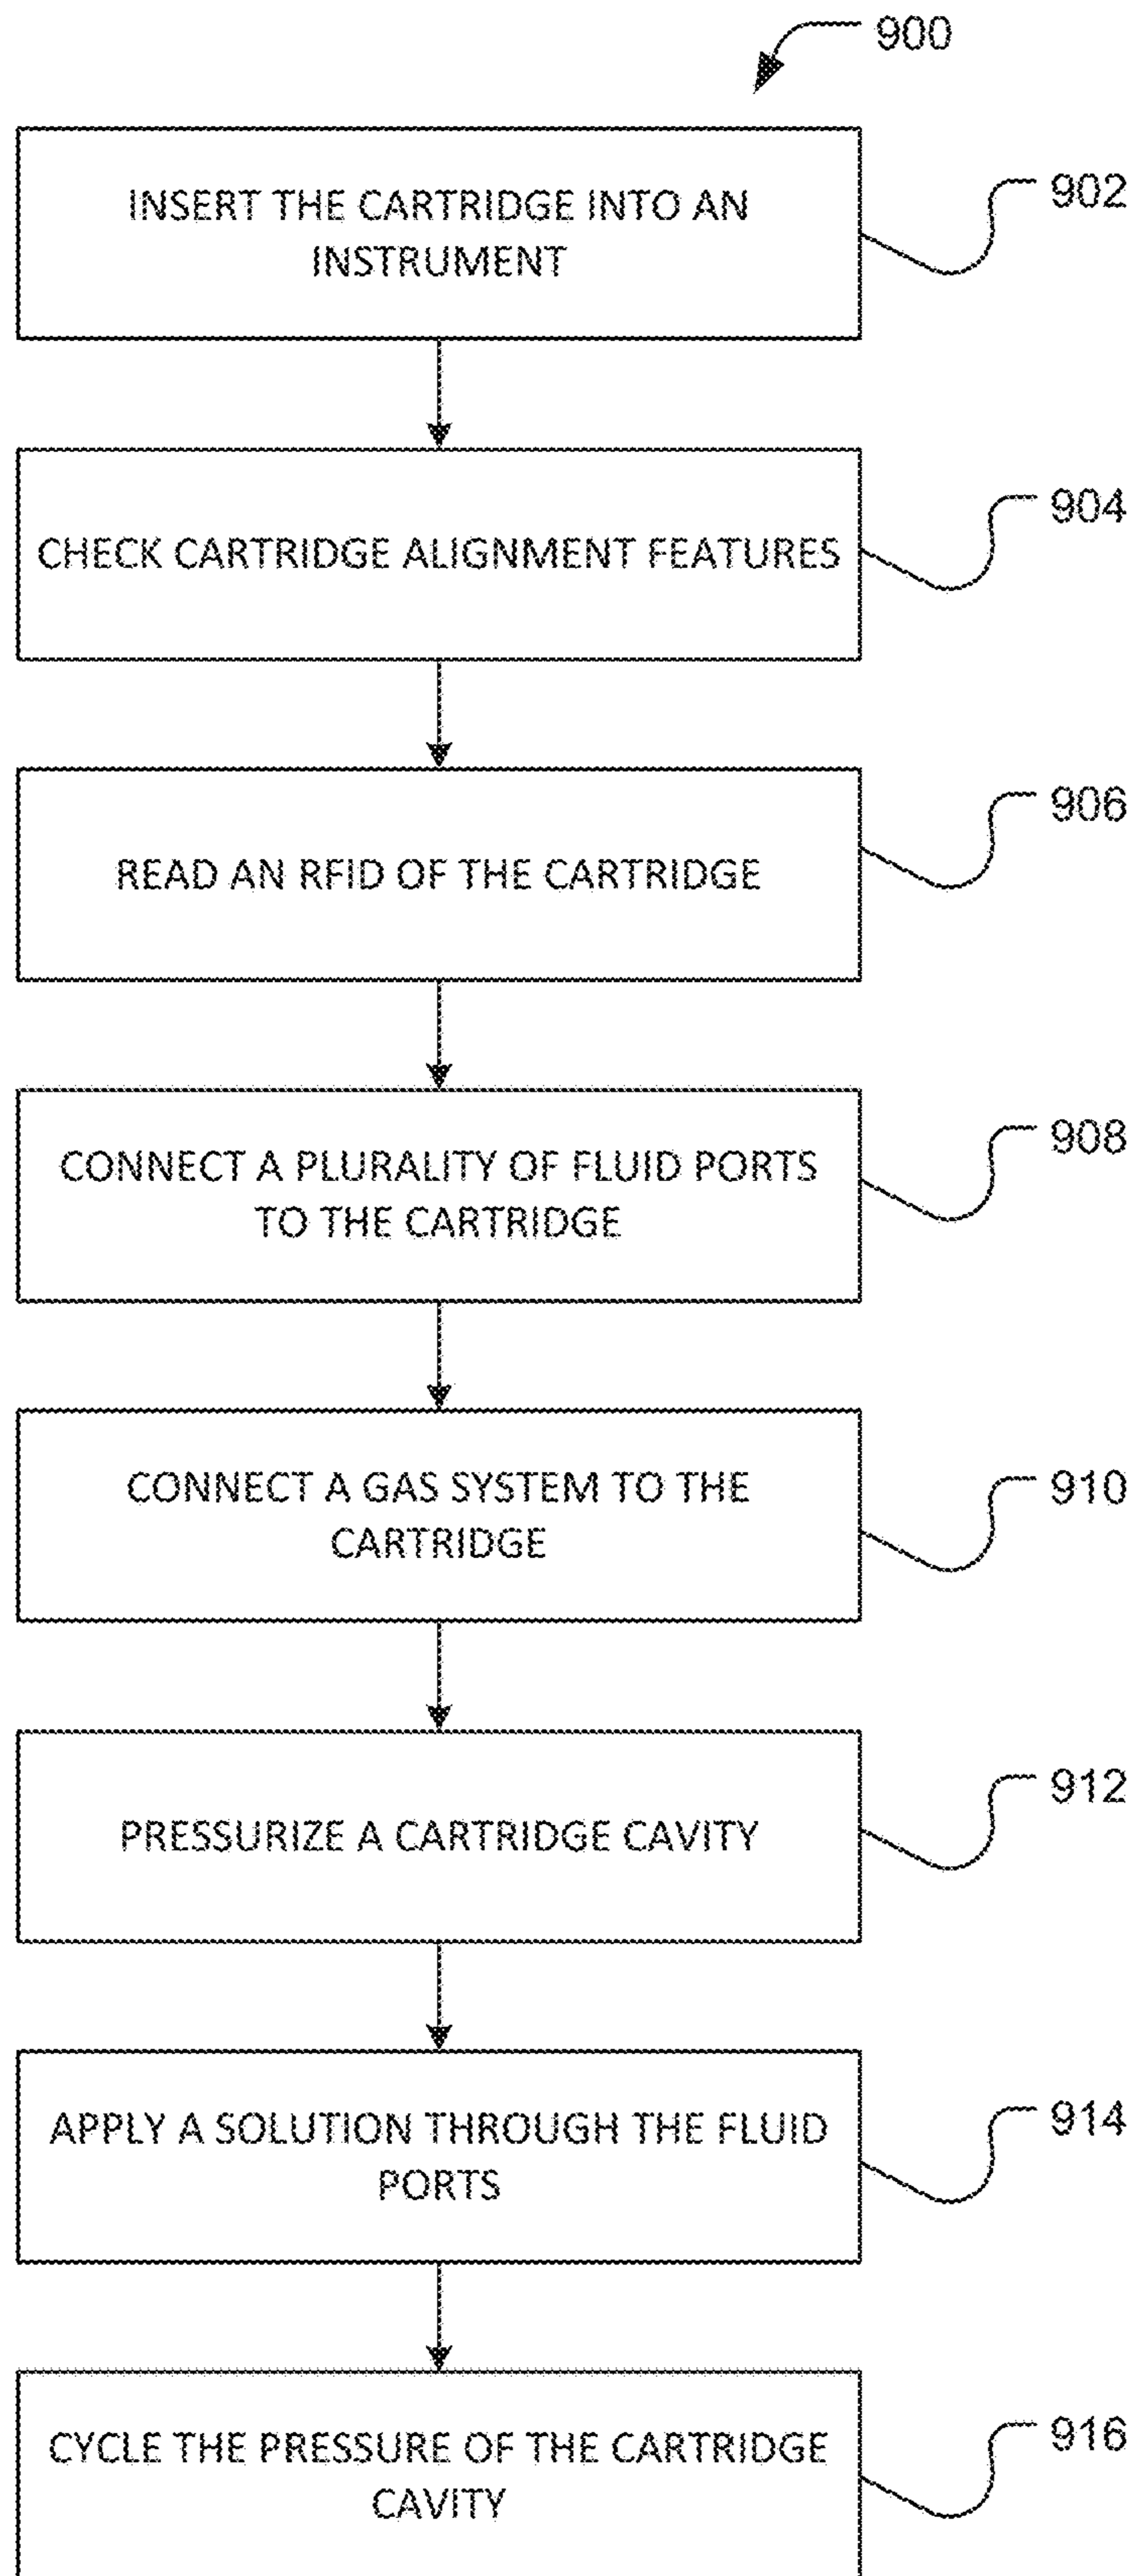 900
INSERT THE CARTRIDGE INTO AN
INSTRUMENT
902
CHECK CARTRIDGE ALIGNMENT FEATURES
904
READ AN RFID OF THE CARTRIDGE
906
CONNECT A PLURALITY OF FLUID PORTS
TO THE CARTRIDGE
908
CONNECT A GAS SYSTEM TO THE
CARTRIDGE
910
PRESSURIZE A CARTRIDGE CAVITY
912
APPLY A SOLUTION THROUGH THE FLUID
PORTS
914
CYCLE THE PRESSURE OF THE CARTRIDGE
CAVITY
916